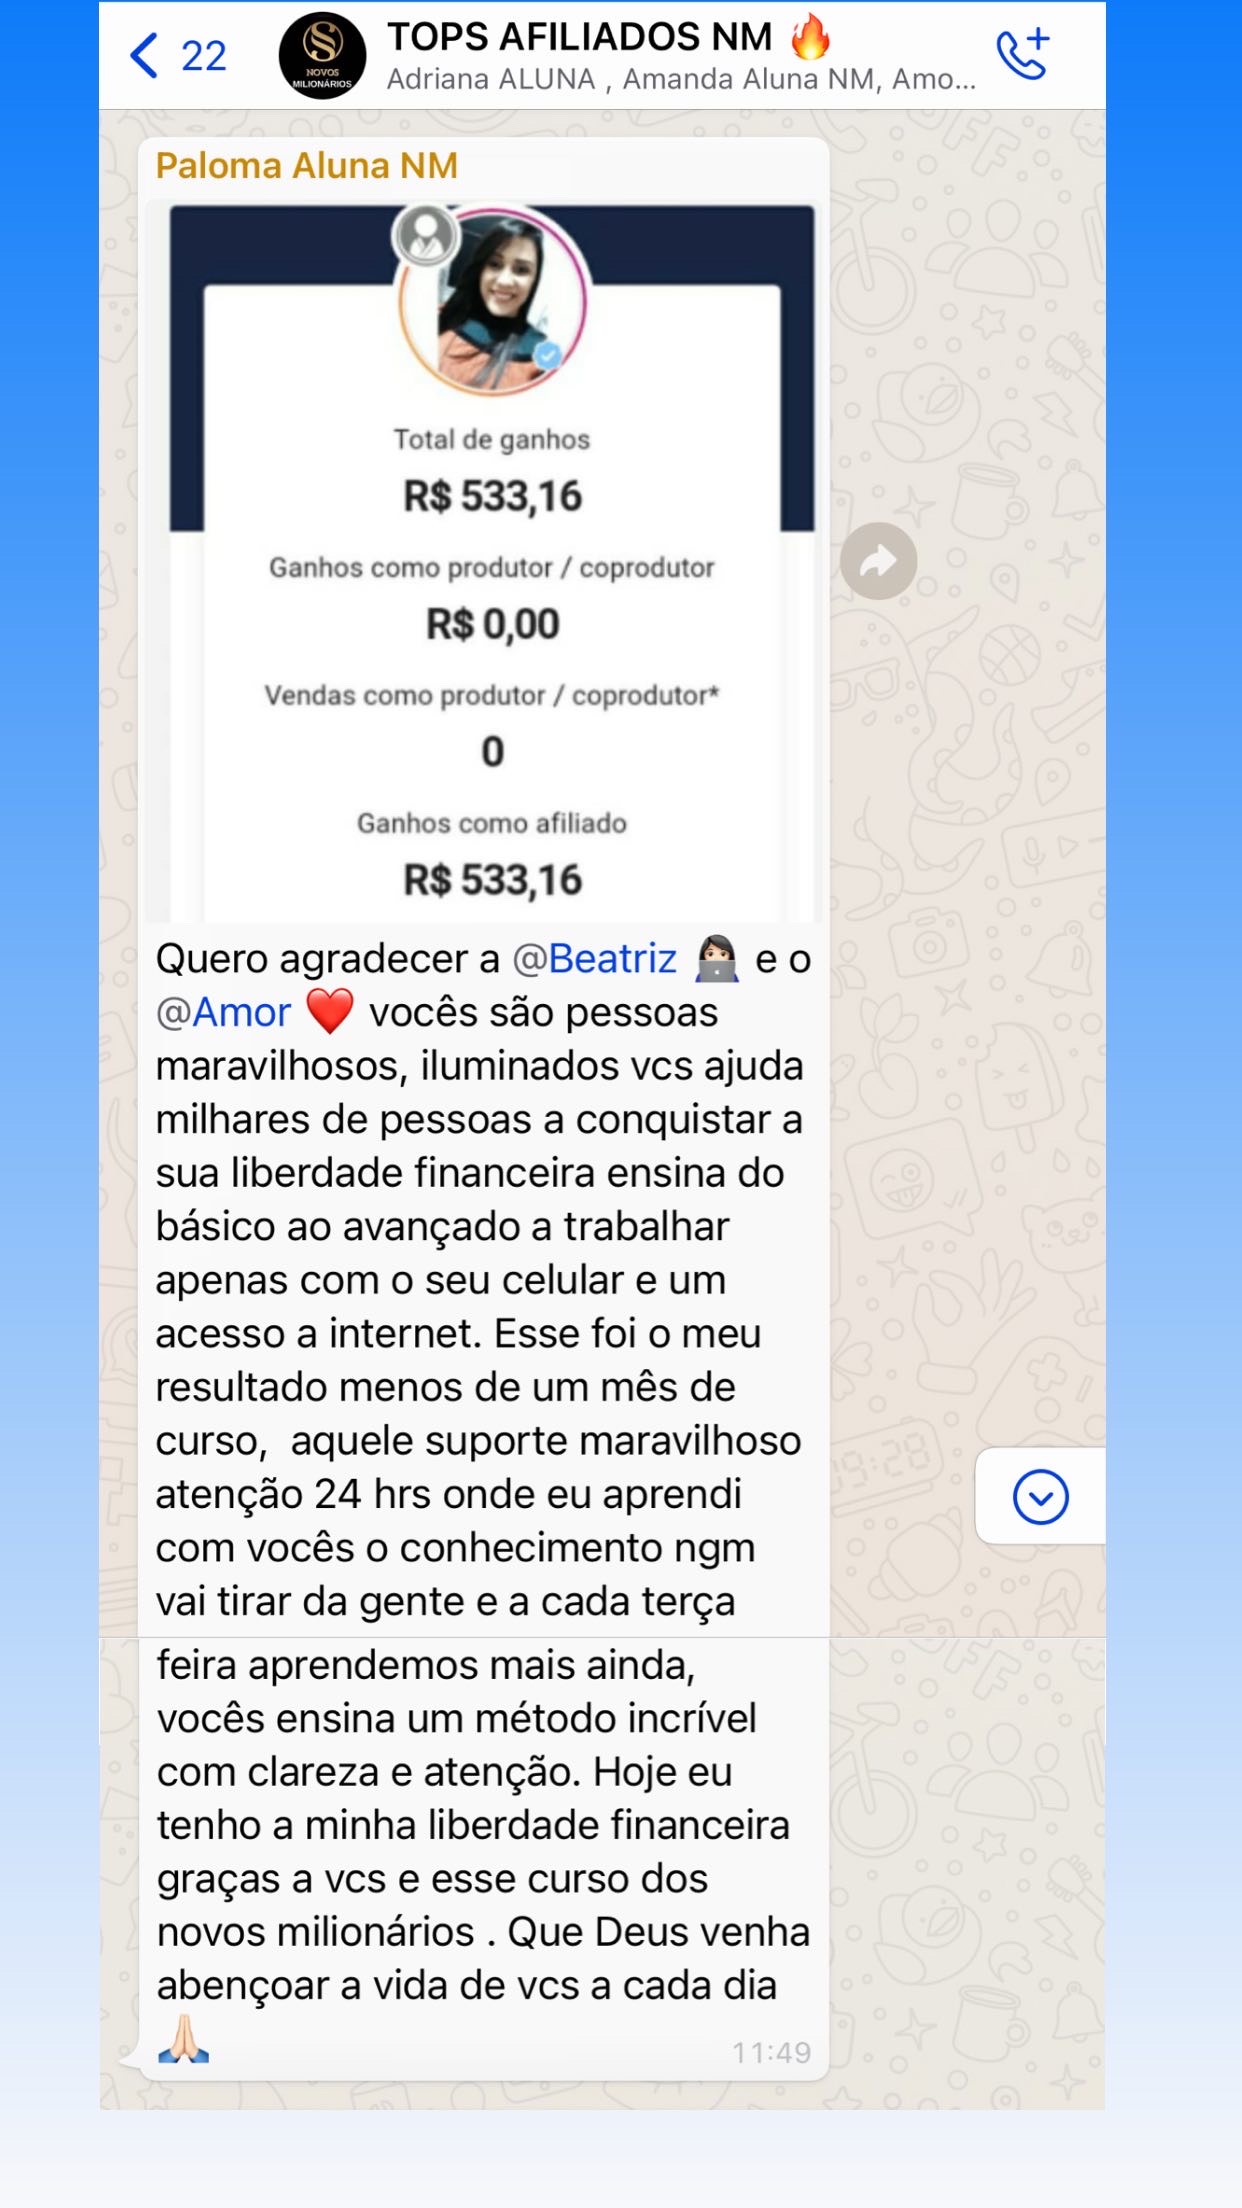 22
TOPS AFILIADOS NM 🔥
Adriana ALUNA , Amanda Aluna NM, Amo...
S
NOVOS
MILIONÁRIOS
Paloma Aluna NM
Total de ganhos
R$ 533,16
Ganhos como produtor / coprodutor
R$ 0,00
Vendas como produtor / coprodutor*
0
Ganhos como afiliado
R$ 533,16
Quero agradecer a @Beatriz 👩🏻‍💻 e o
@Amor ❤️ vocês são pessoas
maravilhosos, iluminados vcs ajuda
milhares de pessoas a conquistar a
sua liberdade financeira ensina do
básico ao avançado a trabalhar
apenas com o seu celular e um
acesso a internet. Esse foi o meu
resultado menos de um mês de
curso,  aquele suporte maravilhoso
atenção 24 hrs onde eu aprendi
com vocês o conhecimento ngm
vai tirar da gente e a cada terça
feira aprendemos mais ainda,
vocês ensina um método incrível
com clareza e atenção. Hoje eu
tenho a minha liberdade financeira
graças a vcs e esse curso dos
novos milionários . Que Deus venha
abençoar a vida de vcs a cada dia
🙏🏻
11:49